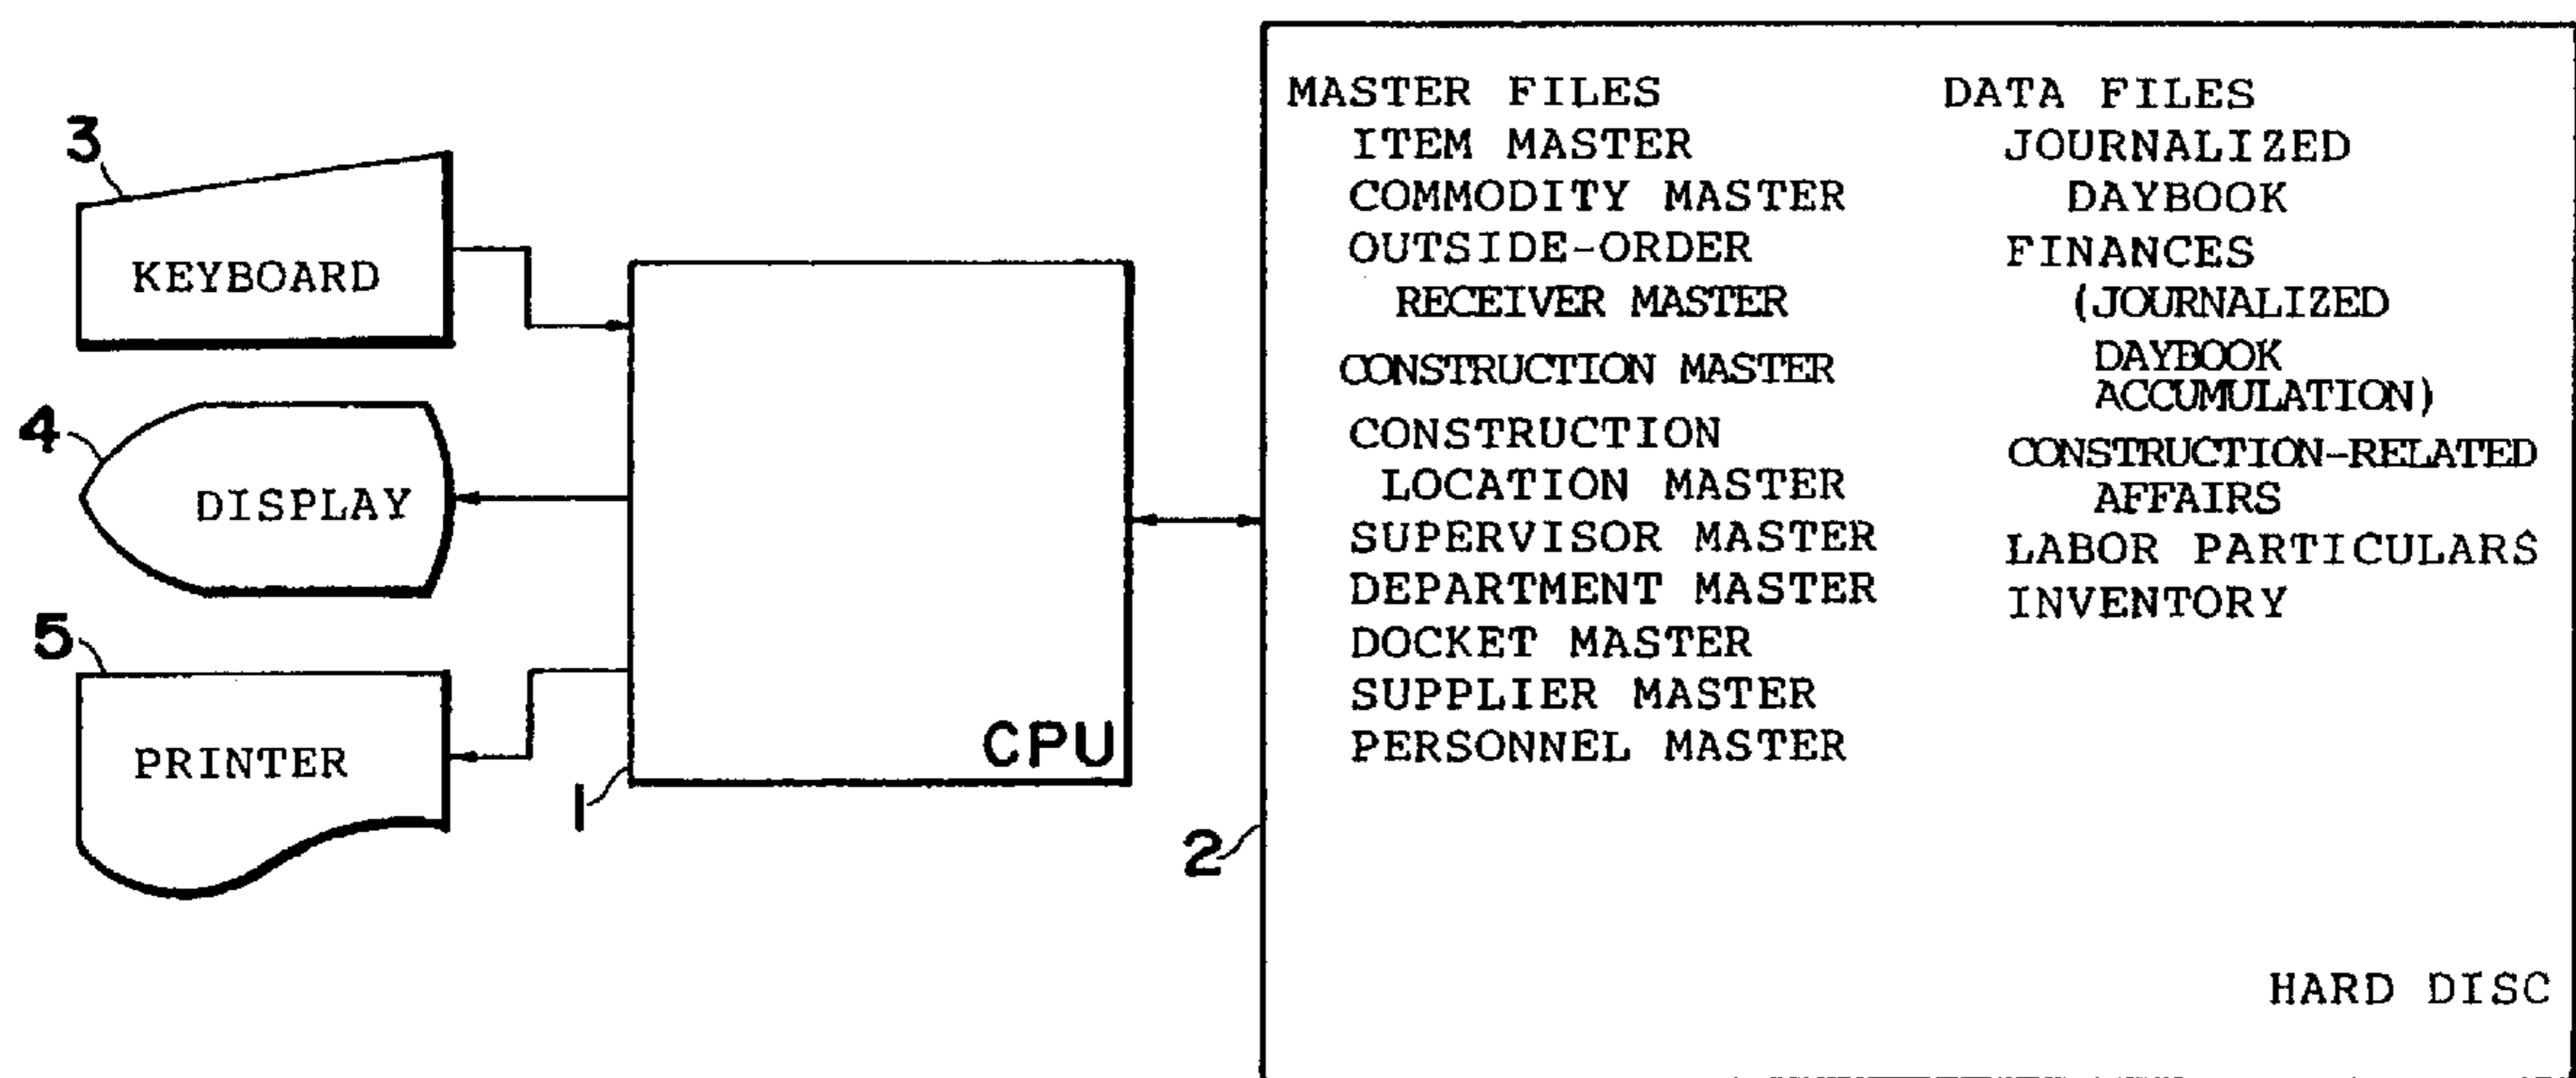 3
KEYBOARD
4
DISPLAY
5
PRINTER
CPU
1
2
MASTER FILES
ITEM MASTER
COMMODITY MASTER
OUTSIDE-ORDER
RECEIVER MASTER
CONSTRUCTION MASTER
CONSTRUCTION
LOCATION MASTER
SUPERVISOR MASTER
DEPARTMENT MASTER
DOCKET MASTER
SUPPLIER MASTER
PERSONNEL MASTER
DATA FILES
JOURNALIZED
DAYBOOK
FINANCES
(JOURNALIZED
DAYBOOK
ACCUMULATION)
CONSTRUCTION-RELATED
AFFAIRS
LABOR PARTICULARS
INVENTORY
HARD DISC